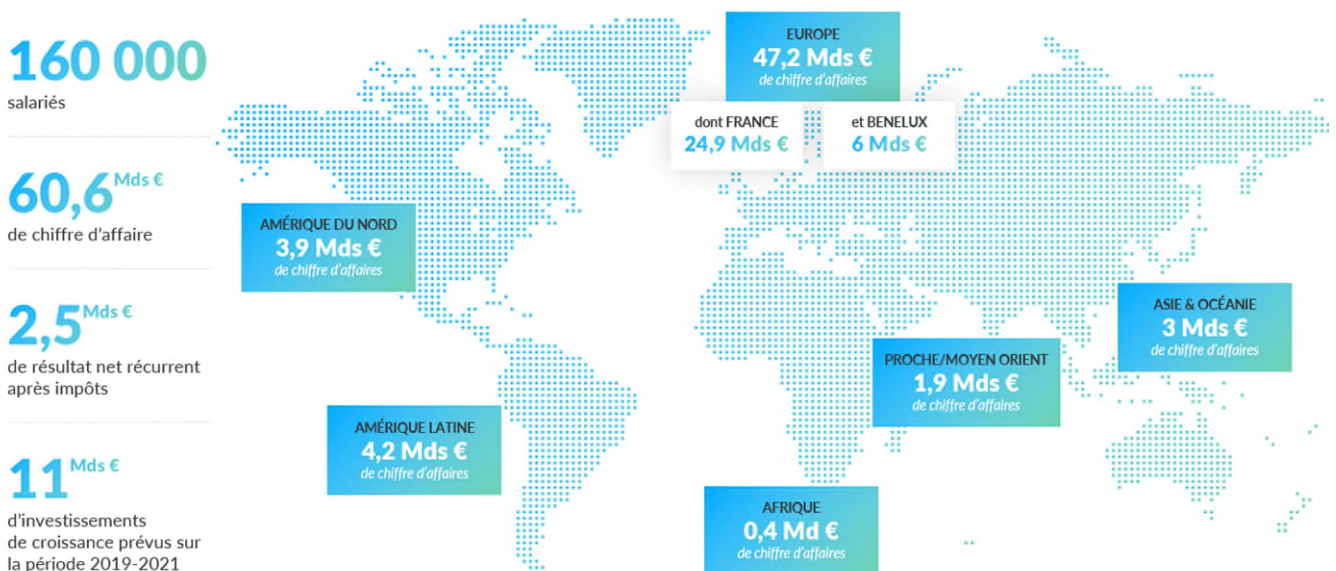 160 000
salariés
60,6 Mds €
de chiffre d'affaire
2,5 Mds €
de résultat net récurrent
après impôts
11 Mds €
d'investissements
de croissance prévus sur
la période 2019-2021
EUROPE
47,2 Mds €
de chiffre d'affaires
dont FRANCE
24,9 Mds €
et BENELUX
6 Mds €
AMÉRIQUE DU NORD
3,9 Mds €
de chiffre d'affaires
ASIE & OCÉANIE
3 Mds €
de chiffre d'affaires
PROCHE/MOYEN ORIENT
1,9 Mds €
de chiffre d'affaires
AMÉRIQUE LATINE
4,2 Mds €
de chiffre d'affaires
AFRIQUE
0,4 Md €
de chiffre d'affaires